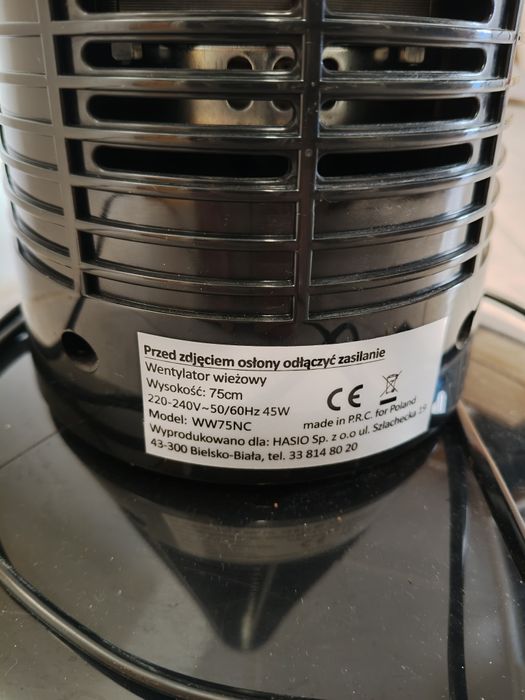 Przed zdjęciem osłony odłączyć zasilanie
Wentylator wieżowy
Wysokość: 75cm
220-240V~50/60Hz 45W
Model: WW75NC
CE
made in P.R.C. for Poland
Wyprodukowano dla: HASIO Sp. z o.o ul. Szlachecka 19
43-300 Bielsko-Biała, tel. 33 814 80 20